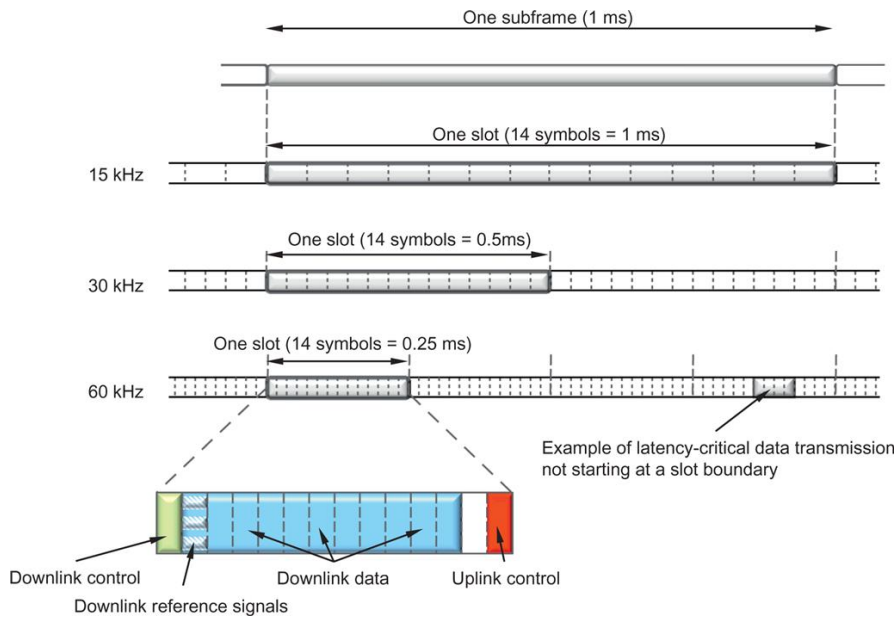 One subframe (1 ms)
One slot (14 symbols = 1 ms)
15 kHz
One slot (14 symbols = 0.5ms)
30 kHz
One slot (14 symbols = 0.25 ms)
60 kHz
Example of latency-critical data transmission
not starting at a slot boundary
Downlink control
Downlink data
Uplink control
Downlink reference signals